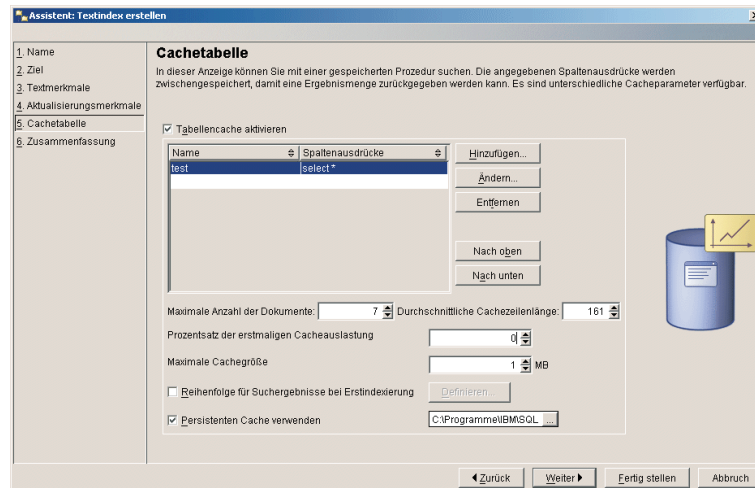 Assistent: Textindex erstellen
1. Name
2. Ziel
3. Textmerkmale
4. Aktualisierungsmerkmale
5. Cachetabelle
6. Zusammenfassung
Cachetabelle
In dieser Anzeige können Sie mit einer gespeicherten Prozedur suchen. Die angegebenen Spaltenausdrücke werden
zwischengespeichert, damit eine Ergebnismenge zurückgegeben werden kann. Es sind unterschiedliche Cacheparameter verfügbar.
Tabellencache aktivieren
Name Spaltenausdrücke
test select *
Hinzufügen...
Ändern...
Entfernen
Nach oben
Nach unten
Maximale Anzahl der Dokumente: 7 Durchschnittliche Cachezeilenlänge: 161
Prozentsatz der erstmaligen Cacheauslastung 0
Maximale Cachegröße 1 MB
Reihenfolge für Suchergebnisse bei Erstindexierung Definieren...
Persistenten Cache verwenden C:\Programme\IBM\SQL ...
Zurück Weiter Fertig stellen Abbruch